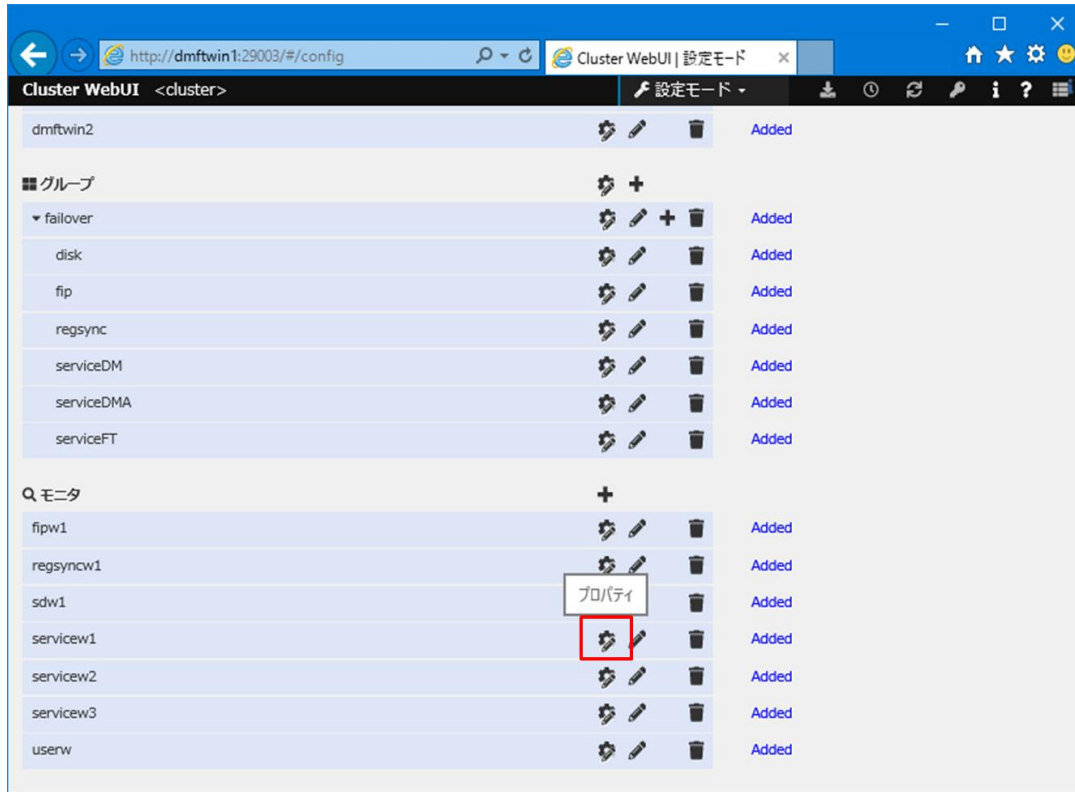 http://dmftwin1:29003/#/config
Cluster WebUI | 設定モード
Cluster WebUI <cluster> 設定モード
dmftwin2 Added
グループ
failover Added
disk Added
fip Added
regsync Added
serviceDM Added
serviceDMA Added
serviceFT Added
モニタ
fipw1 Added
regsyncw1 Added
プロパティ
sdw1 Added
servicew1 Added
servicew2 Added
servicew3 Added
userw Added